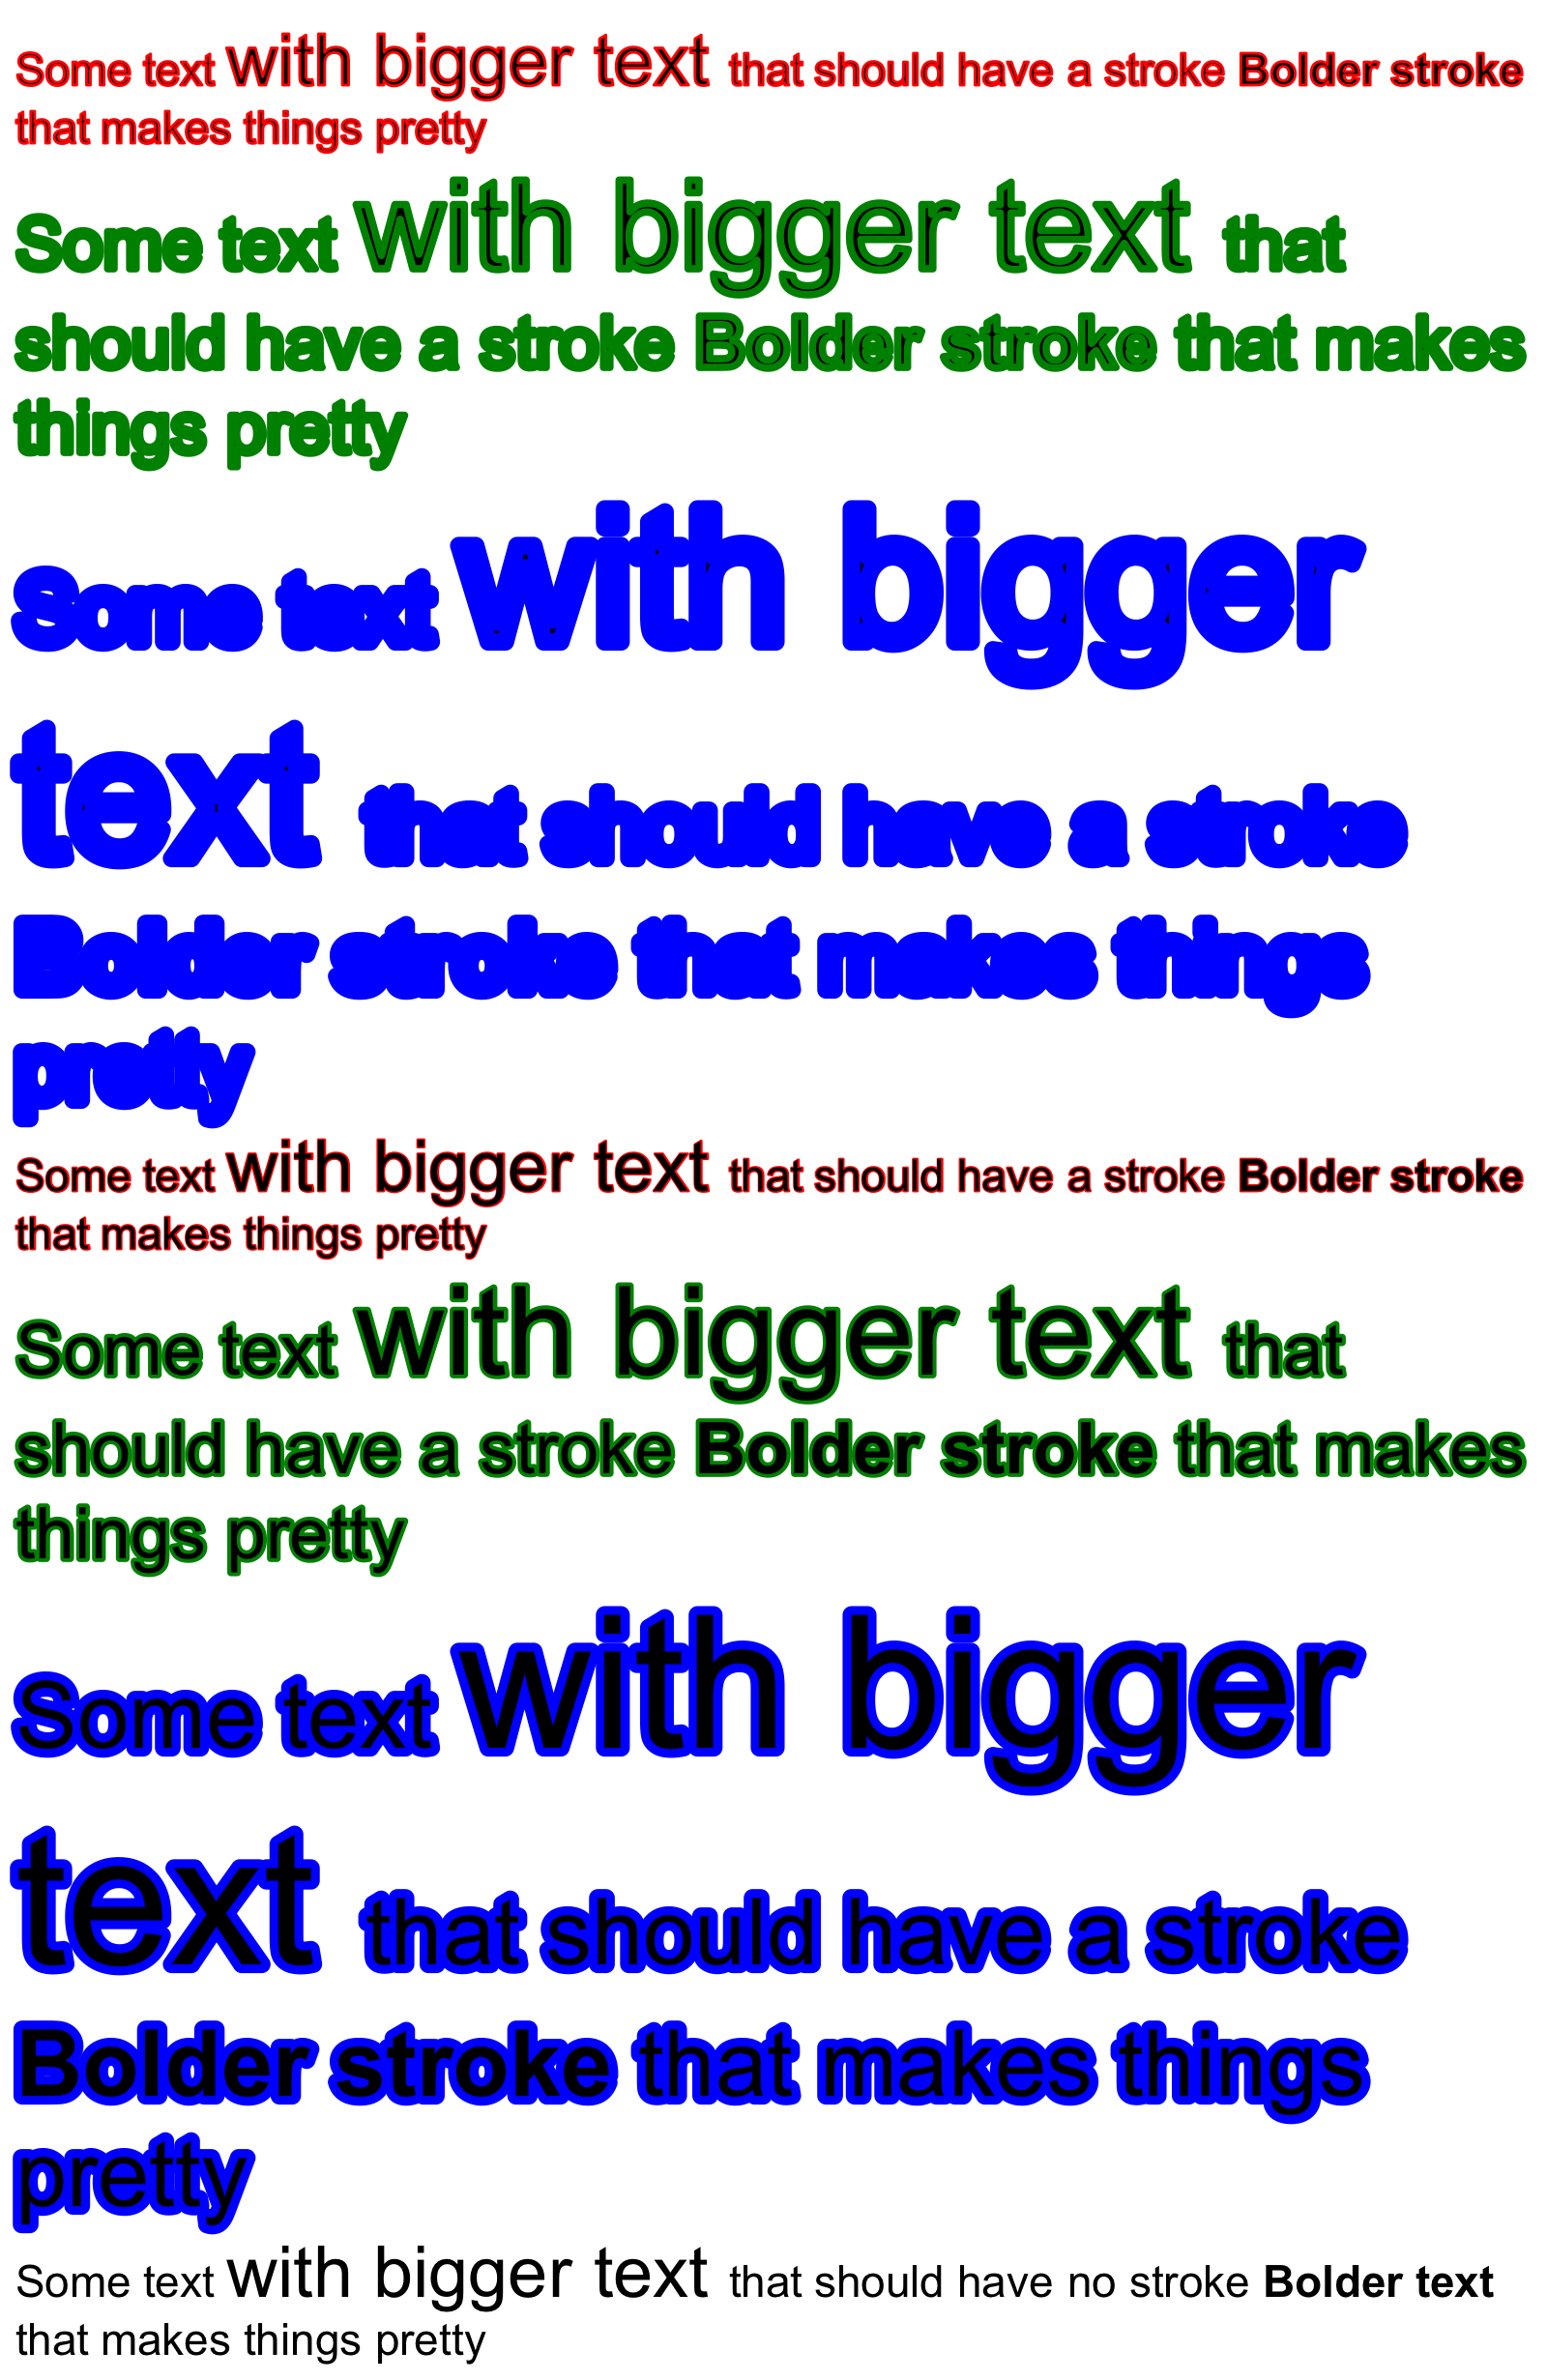 Some text with bigger text that should have a stroke Bolder stroke
that makes things pretty
Some text with bigger text that
should have a stroke Bolder stroke that makes
things pretty
Some text with bigger
text that should have a stroke
Bolder stroke that makes things
pretty
Some text with bigger text that should have a stroke Bolder stroke
that makes things pretty
Some text with bigger text that
should have a stroke Bolder stroke that makes
things pretty
Some text with bigger
text that should have a stroke
Bolder stroke that makes things
pretty
Some text with bigger text that should have no stroke Bolder text
that makes things pretty